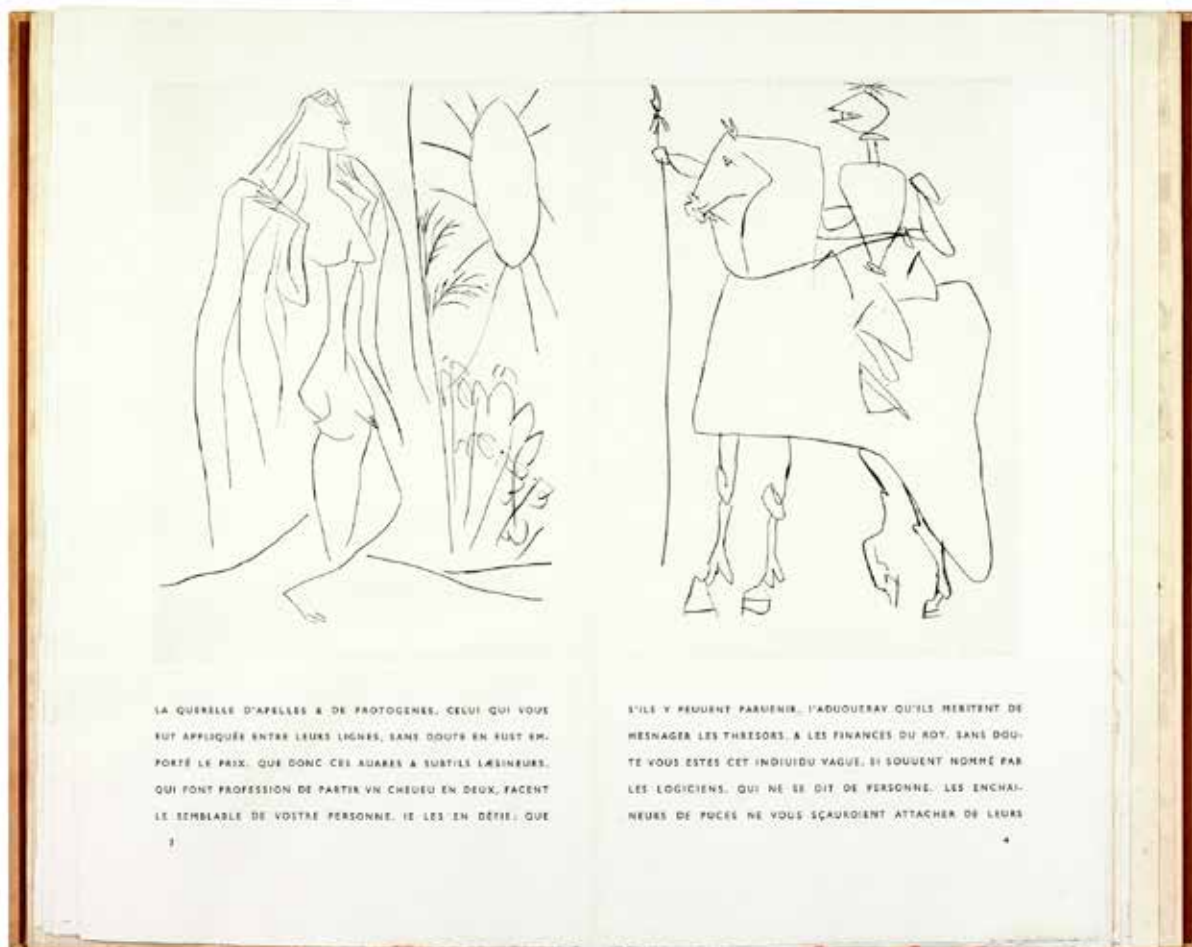 LA QUERELLE D'APELLES & DE PROTOGENES, CELUI QUI VOUS
EUT APPLIQUÉE ENTRE LEURS LIGNES, SANS DOUTE EN EUST EM-
PORTÉ LE PRIX. QUE DONC CES AUARES & SUBTILS LÆSINEURS,
QUI FONT PROFESSION DE PARTIR VN CHEUEU EN DEUX, FACENT
LE SEMBLABLE DE VOSTRE PERSONNE, IE LES EN DÉFIE; QUE
3
S'ILS Y PEUUENT PARUENIR, I'ADUOUERAY QU'ILS MERITENT DE
MESNAGER LES THRESORS, & LES FINANCES DU ROY. SANS DOU-
TE VOUS ESTES CET INDIUIDU VAGUE, SI SOUUENT NOMMÉ PAR
LES LOGICIENS, QUI NE SE DIT DE PERSONNE. LES ENCHAI-
NEURS DE PUCES NE VOUS SÇAUROIENT ATTACHER DE LEURS
4